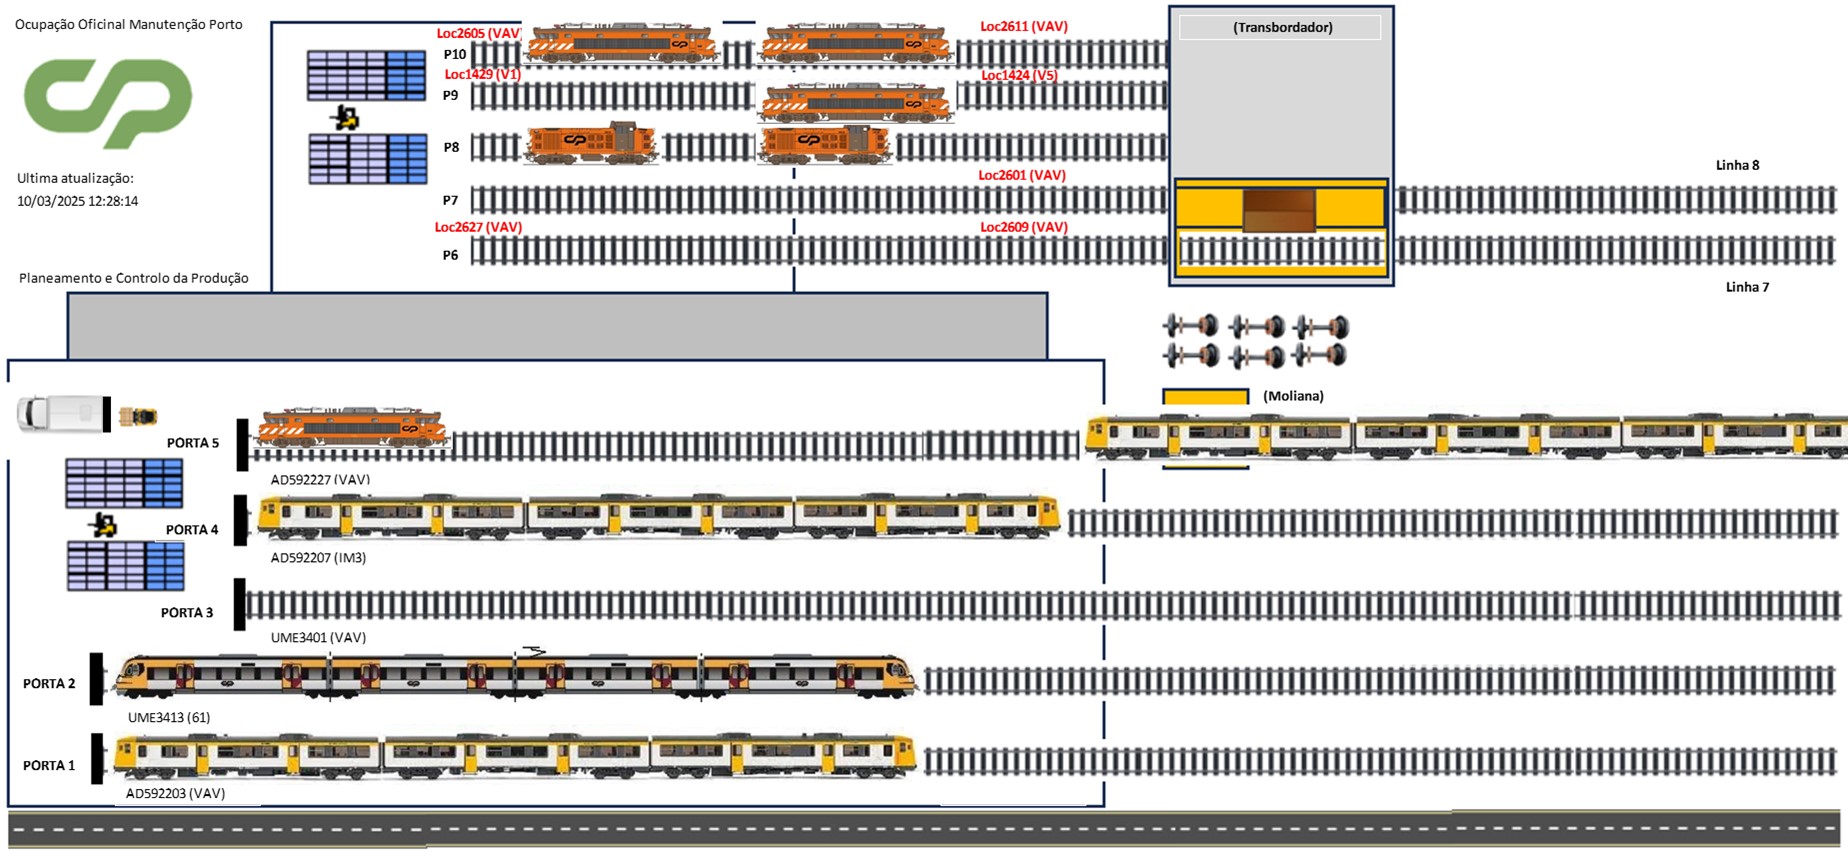 Ocupação Oficinal Manutenção Porto
CP
Ultima atualização:
10/03/2025 12:28:14
Planeamento e Controlo da Produção
Loc2605 (VAV)
Loc2611 (VAV)
P10
Loc1429 (V1)
Loc1424 (V5)
P9
P8
Loc2601 (VAV)
P7
Loc2627 (VAV)
Loc2609 (VAV)
P6
(Transbordador)
Linha 8
Linha 7
(Moliana)
PORTA 5
AD592227 (VAV)
PORTA 4
AD592207 (IM3)
PORTA 3
UME3401 (VAV)
PORTA 2
UME3413 (61)
PORTA 1
AD592203 (VAV)